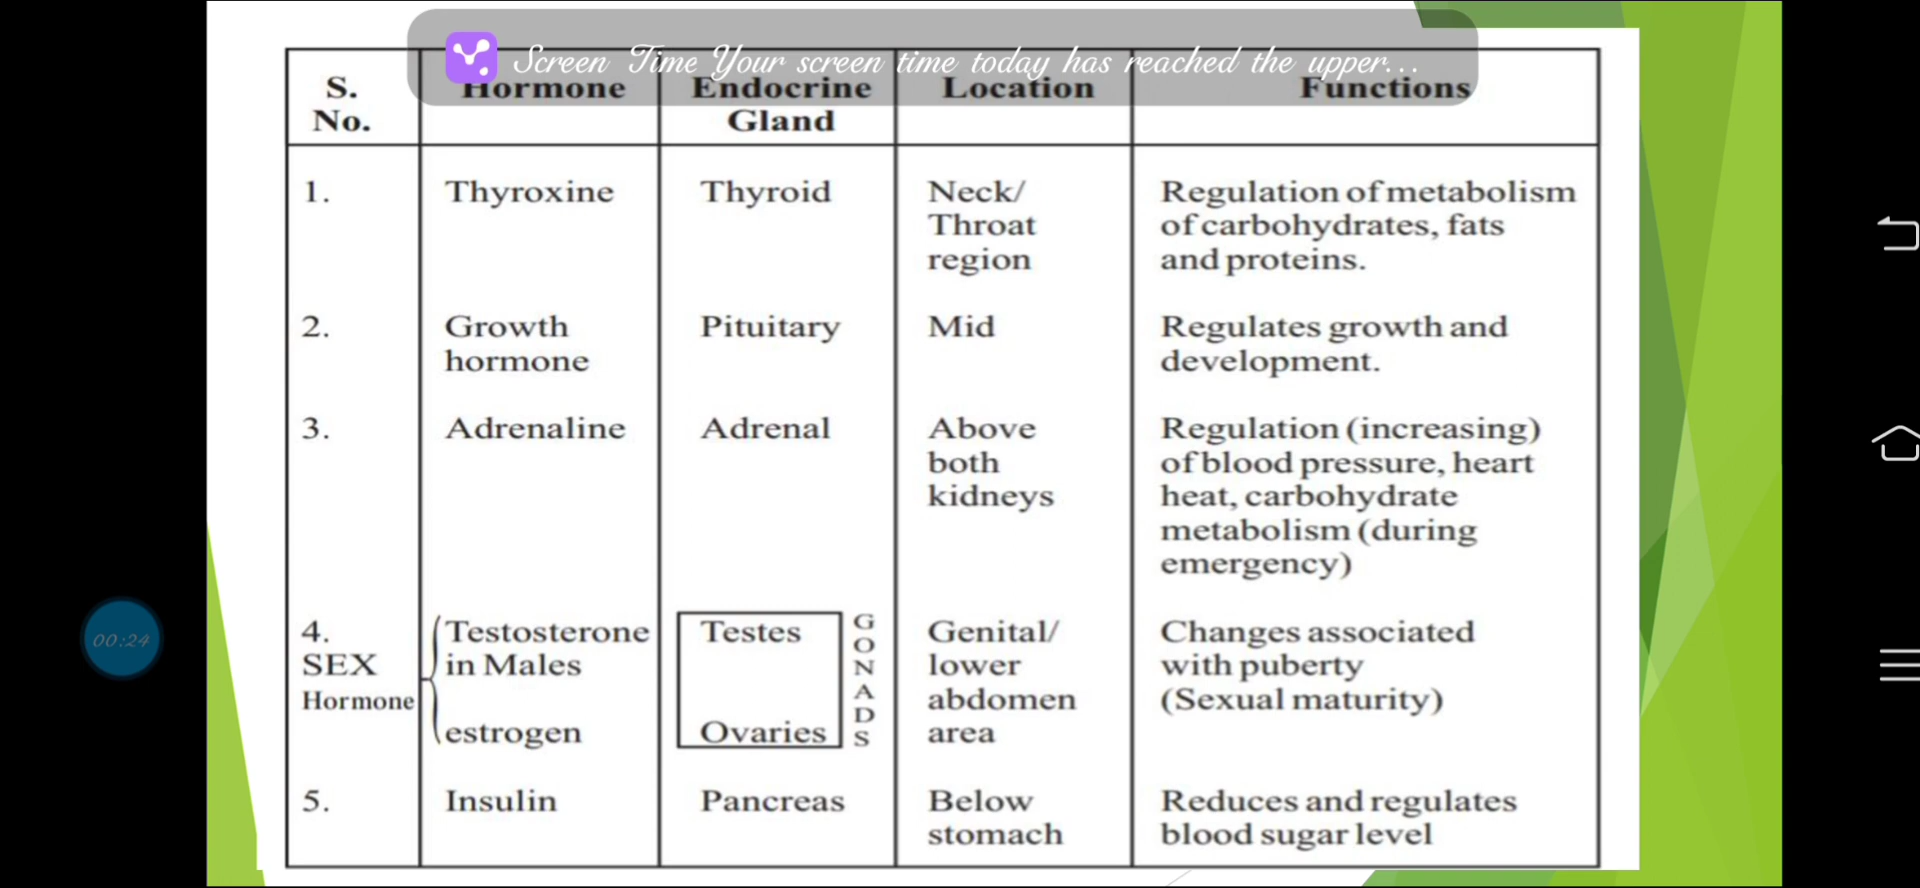 Screen Time Your screen time today has reached the upper...
S. No.
Hormone
Endocrine Gland
Location
Functions
1.
Thyroxine
Thyroid
Neck/
Throat
region
Regulation of metabolism
of carbohydrates, fats
and proteins.
2.
Growth
hormone
Pituitary
Mid
Regulates growth and
development.
3.
Adrenaline
Adrenal
Above
both
kidneys
Regulation (increasing)
of blood pressure, heart
heat, carbohydrate
metabolism (during
emergency)
4.
SEX
Hormone
Testosterone
in Males
estrogen
Testes
Ovaries
GONADS
Genital/
lower
abdomen
area
Changes associated
with puberty
(Sexual maturity)
5.
Insulin
Pancreas
Below
stomach
Reduces and regulates
blood sugar level
00:24